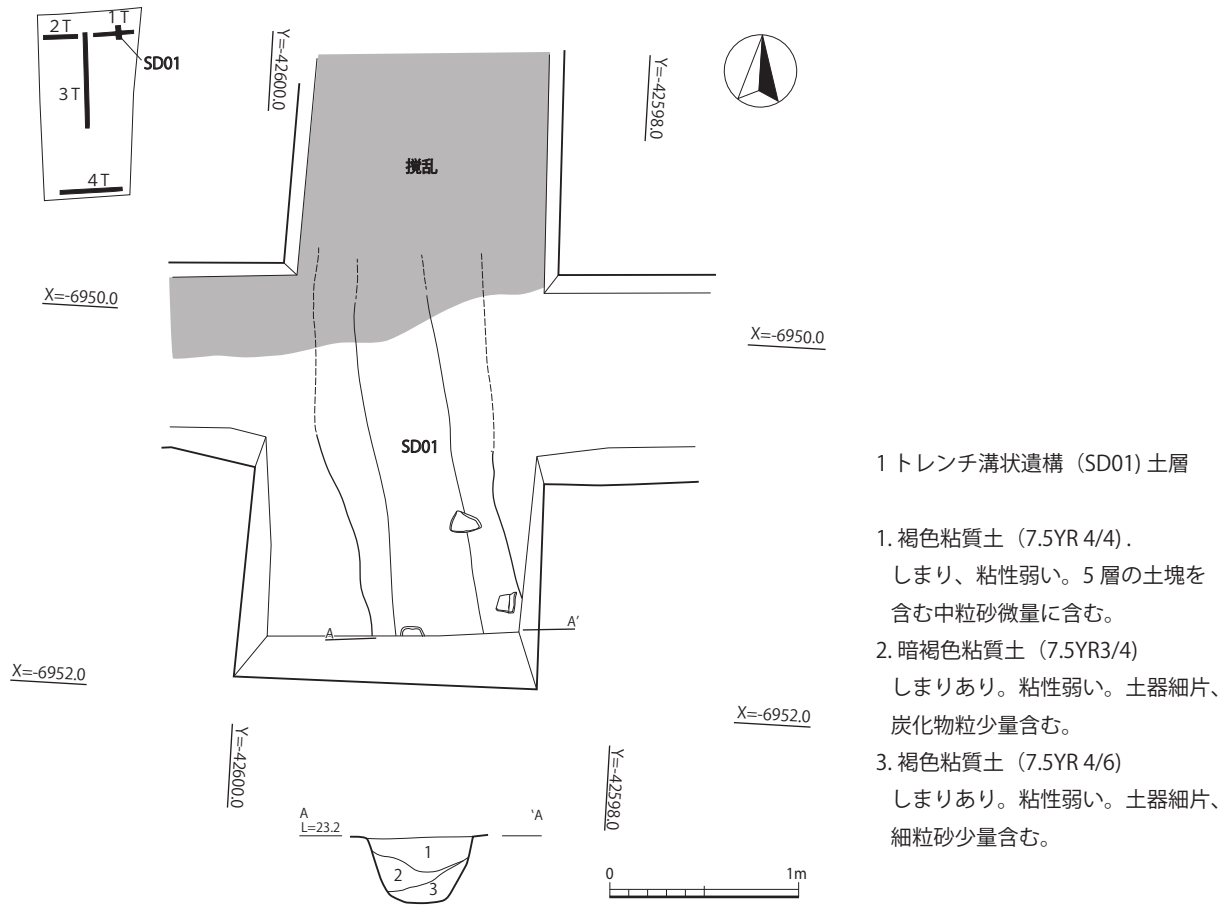 1T
2T
SD01
3T
4T
Y=-42600.0
Y=-42598.0
撹乱
X=-6950.0
X=-6950.0
SD01
A
A'
X=-6952.0
X=-6952.0
Y=-42600.0
Y=-42598.0
A
L=23.2
'A
1
2
3
0
1m
1 トレンチ溝状遺構（SD01) 土層
1. 褐色粘質土（7.5YR 4/4) .
しまり、粘性弱い。5 層の土塊を
含む中粒砂微量に含む。
2. 暗褐色粘質土（7.5YR3/4)
しまりあり。粘性弱い。土器細片、
炭化物粒少量含む。
3. 褐色粘質土（7.5YR 4/6)
しまりあり。粘性弱い。土器細片、
細粒砂少量含む。